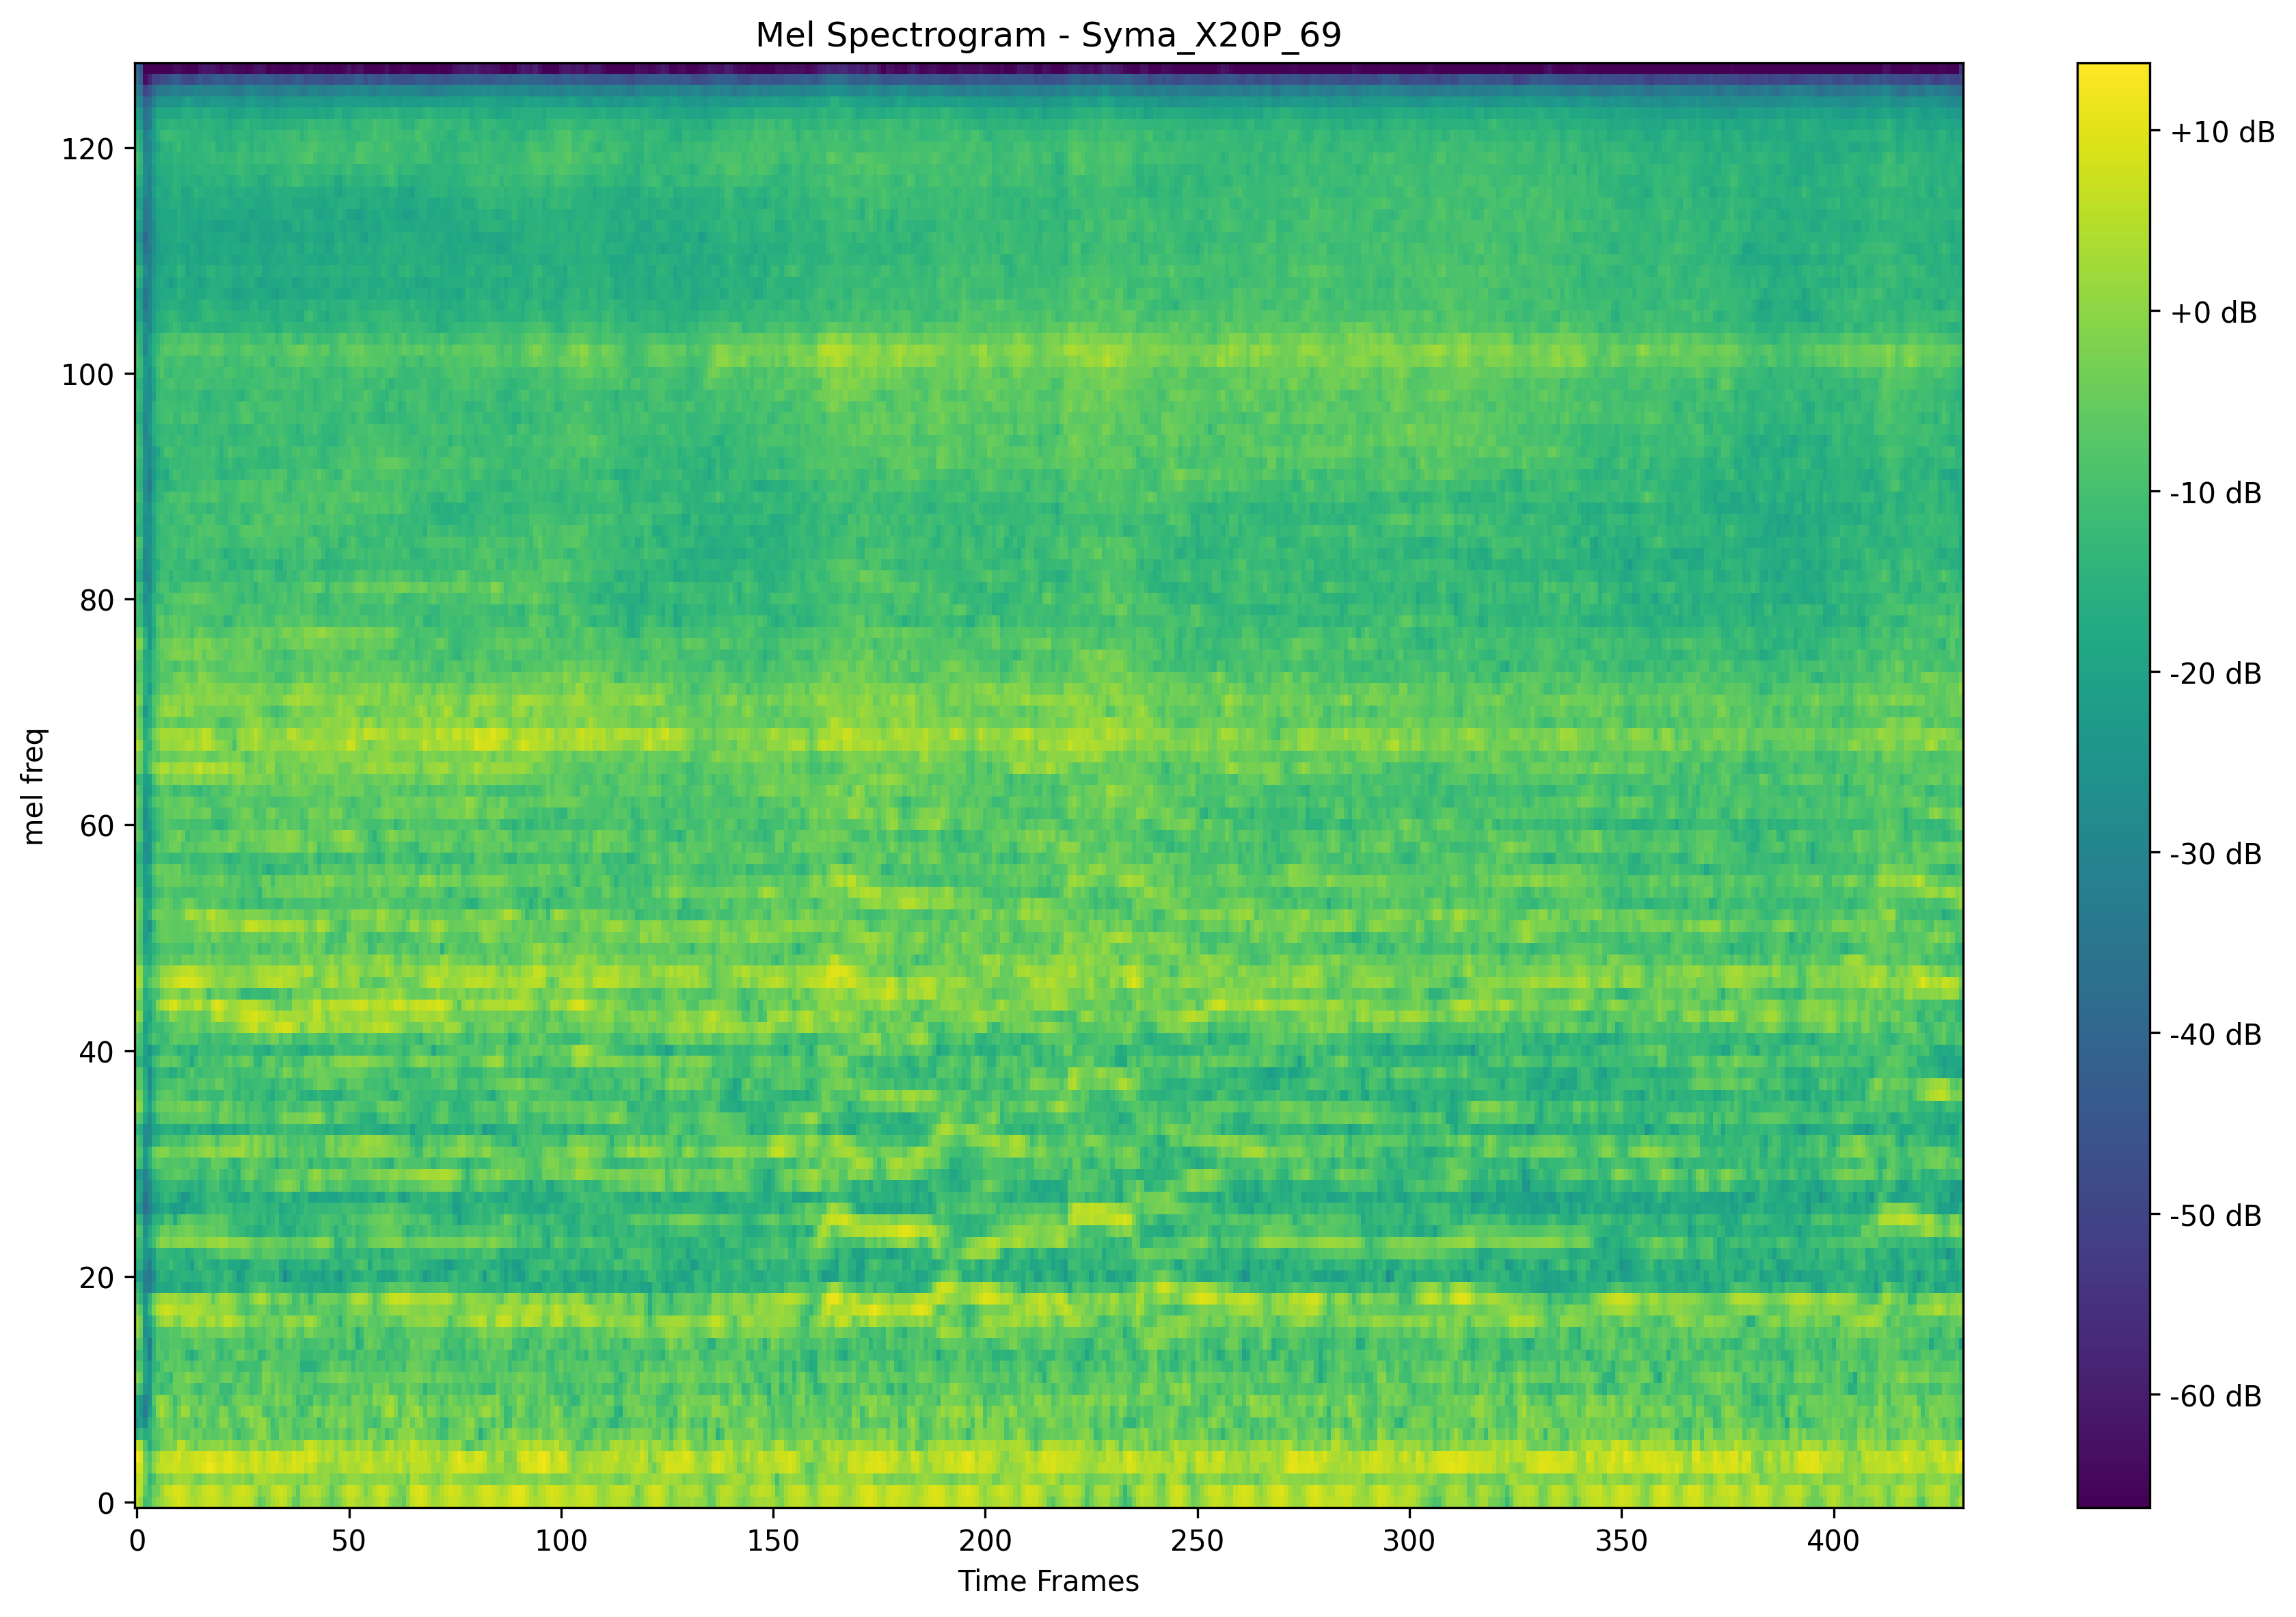 Mel Spectrogram - Syma_X20P_69
mel freq
120
100
80
60
40
20
0
0 50 100 150 200 250 300 350 400
Time Frames
+10 dB
+0 dB
-10 dB
-20 dB
-30 dB
-40 dB
-50 dB
-60 dB